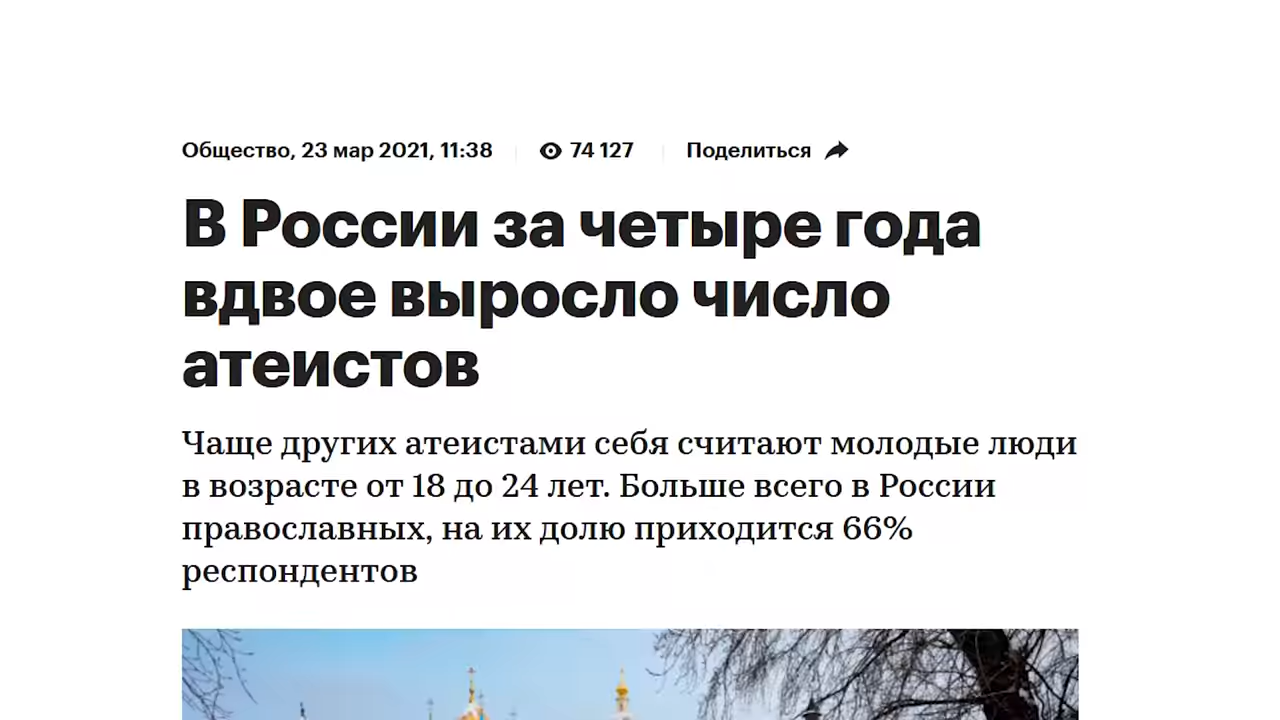 Общество, 23 мар 2021, 11:38 74 127 Поделиться
В России за четыре года
вдвое выросло число
атеистов
Чаще других атеистами себя считают молодые люди
в возрасте от 18 до 24 лет. Больше всего в России
православных, на их долю приходится 66%
респондентов